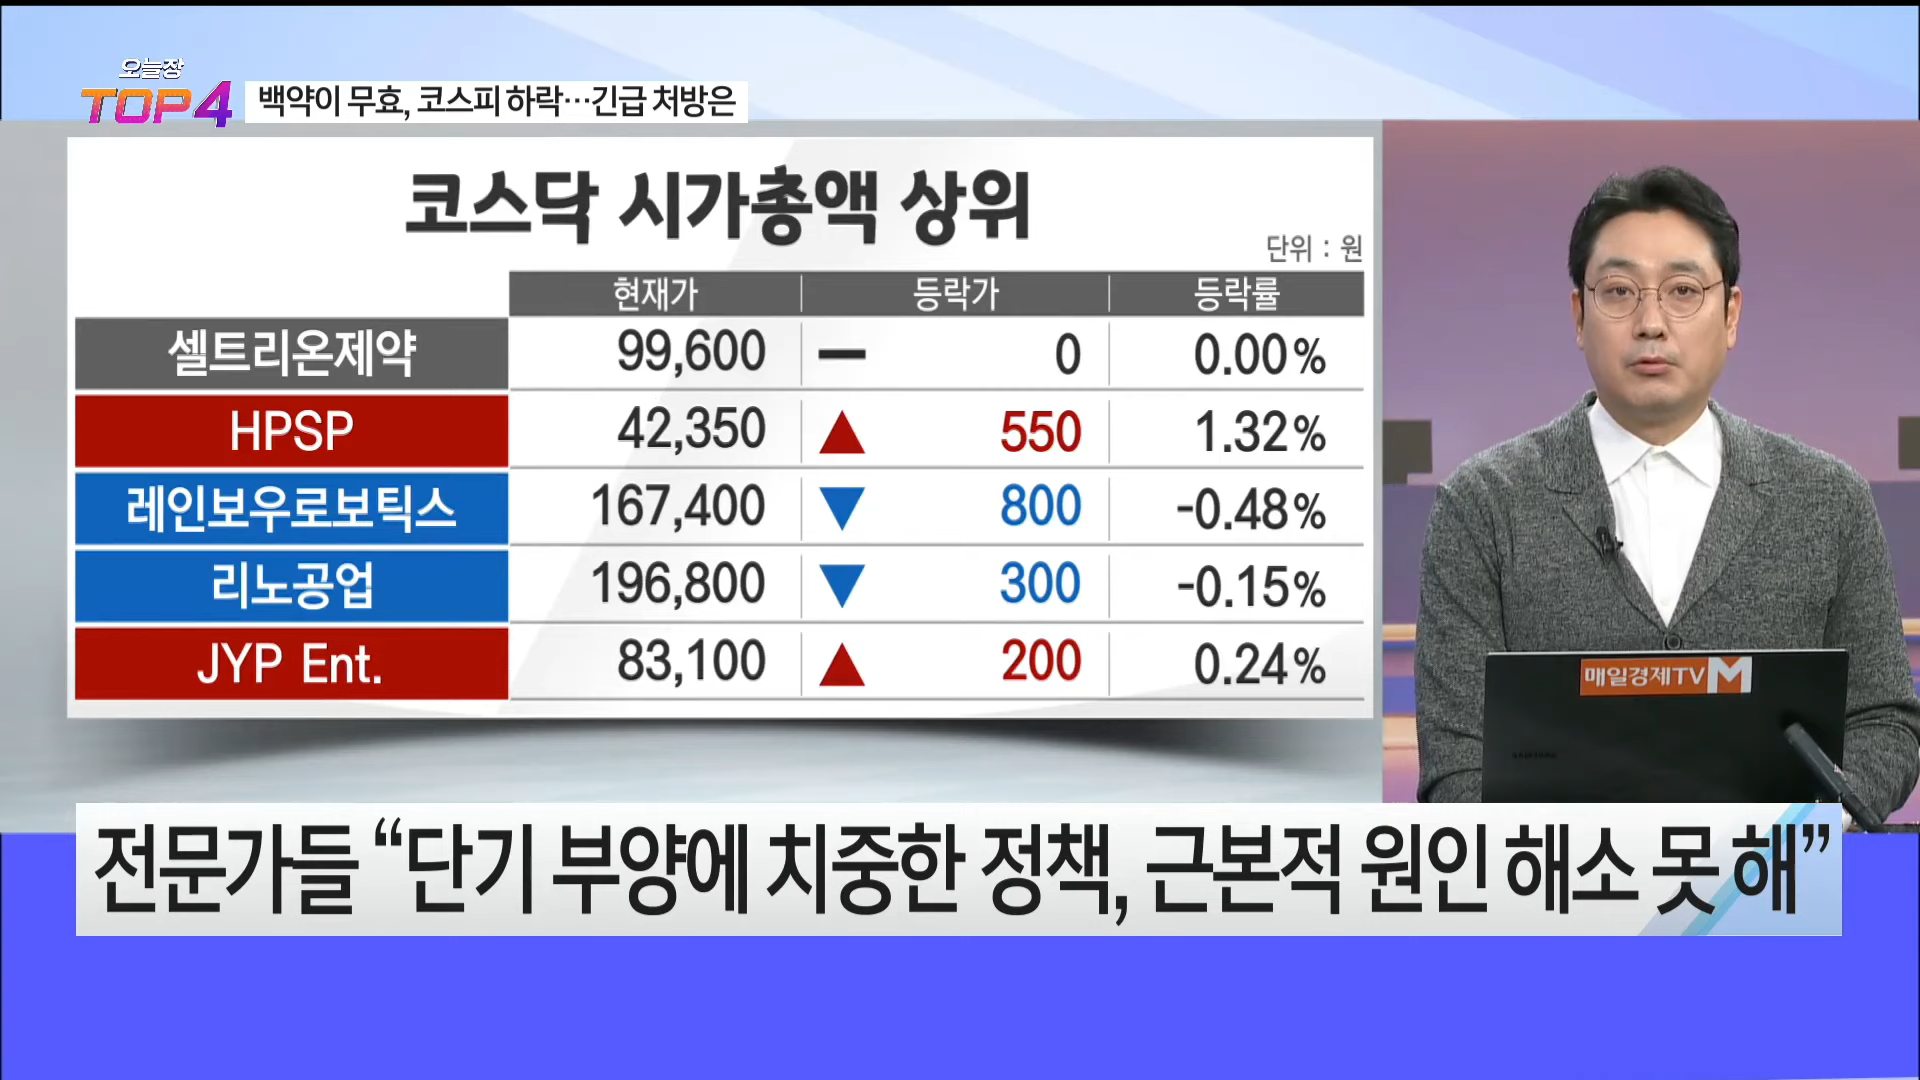 오늘장
TOP4
백약이 무효, 코스피 하락…긴급 처방은
코스닥 시가총액 상위
단위 : 원
현재가 등락가 등락률
셀트리온제약 99,600 0 0.00%
HPSP 42,350 ▲ 550 1.32%
레인보우로보틱스 167,400 ▼ 800 -0.48%
리노공업 196,800 ▼ 300 -0.15%
JYP Ent. 83,100 ▲ 200 0.24%
매일경제TV M
SAMSUNG
전문가들 “단기 부양에 치중한 정책, 근본적 원인 해소 못 해”